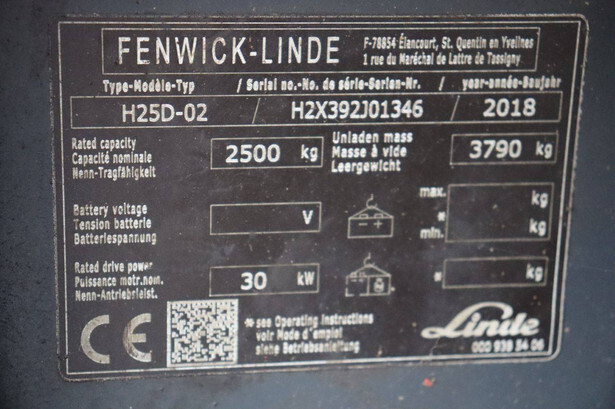 FENWICK-LINDE
F-78854 Élancourt, St. Quentin en Yvelines
1 rue du Maréchal de Lattre de Tassigny
Type-Modèle-Typ / Serial no.-No. de série-Serien-Nr. / year-année-Baujahr
H25D-02 / H2X392J01346 / 2018
Rated capacity
Capacité nominale
Nenn-Tragfähigkeit
2500 kg
Unladen mass
Masse à vide
Leergewicht
3790 kg
Battery voltage
Tension batterie
Batteriespannung
V
max. kg
*
min. kg
Rated drive power
Puissance motr.nom.
Nenn-Antriebsleist.
30 kW
* kg
CE
* see Operating Instructions
voir Mode d'emploi
siehe Betriebsanleitung
Linde
000 938 54 06